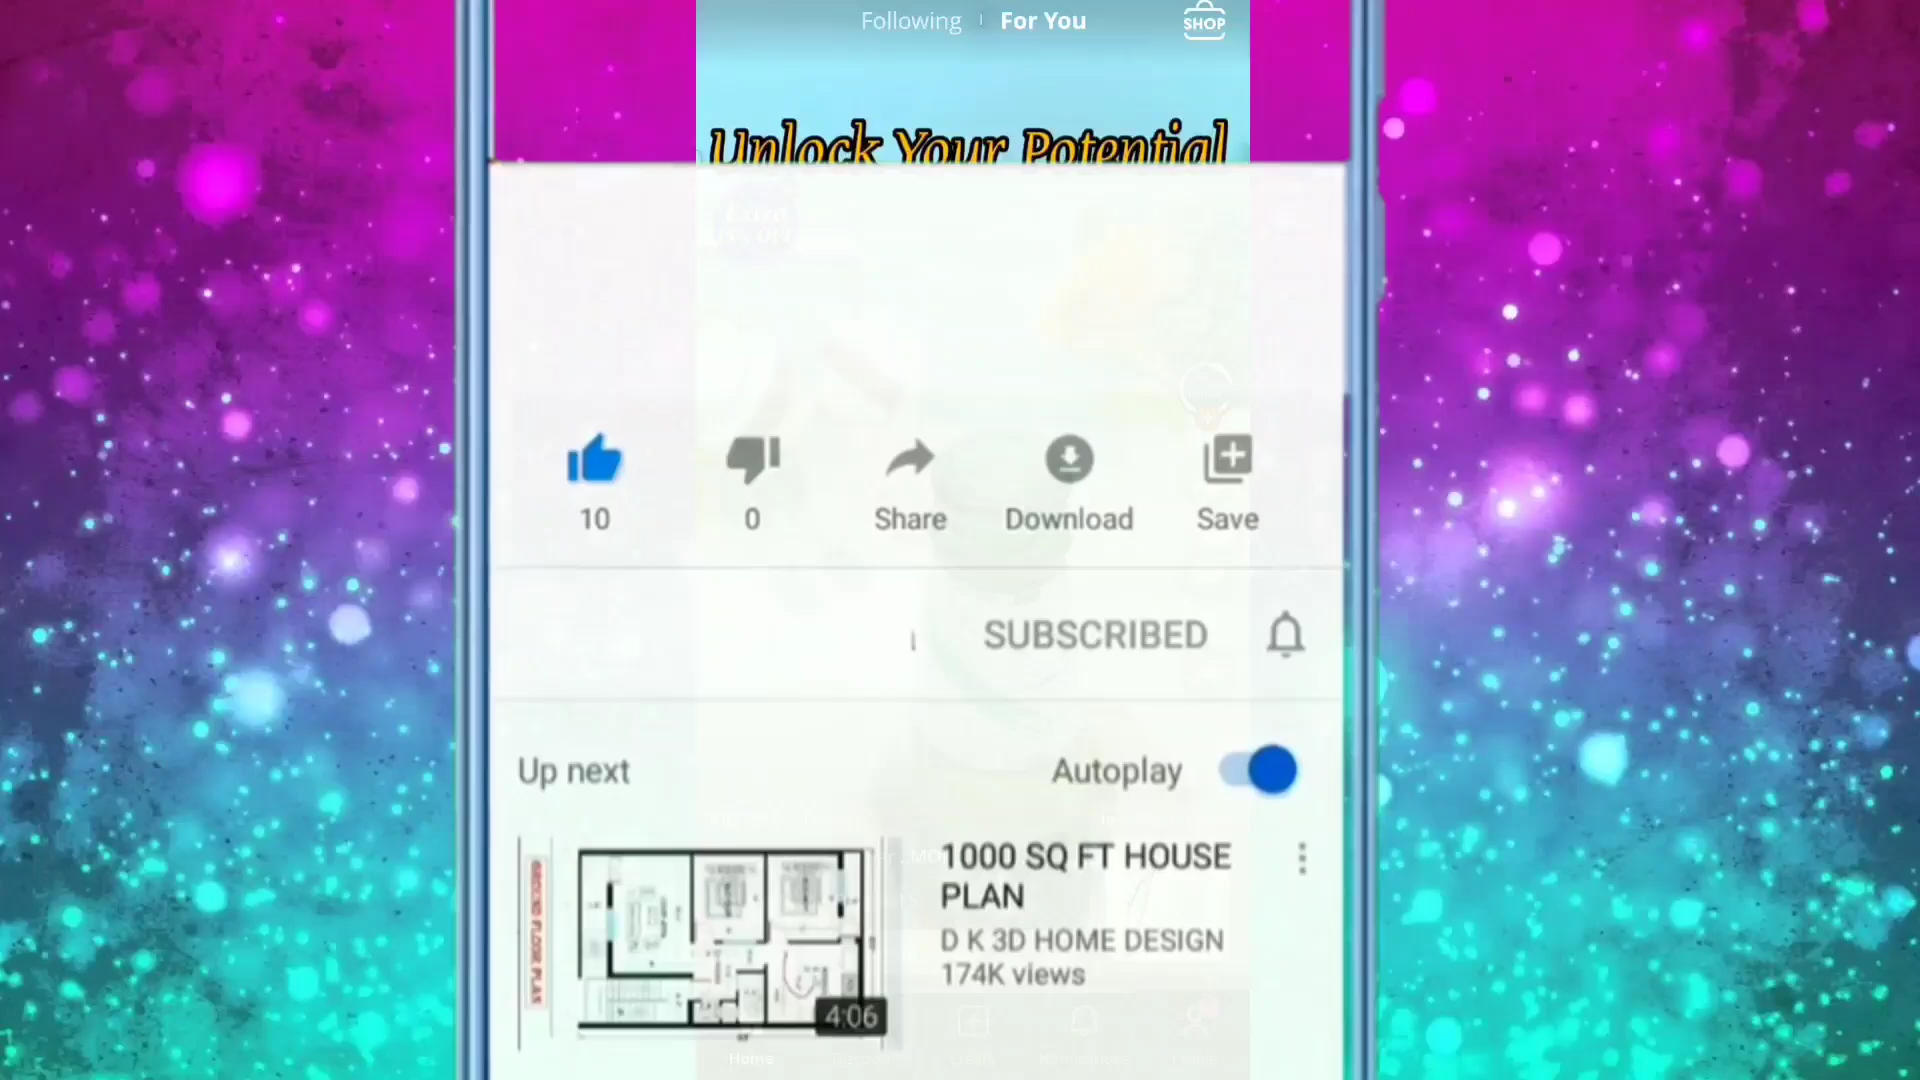 Following For You SHOP
Unlock Your Potential
10 0 Share Download Save
SUBSCRIBED
Up next Autoplay
1000 SQ FT HOUSE
PLAN
D K 3D HOME DESIGN
174K views
4:06
Home